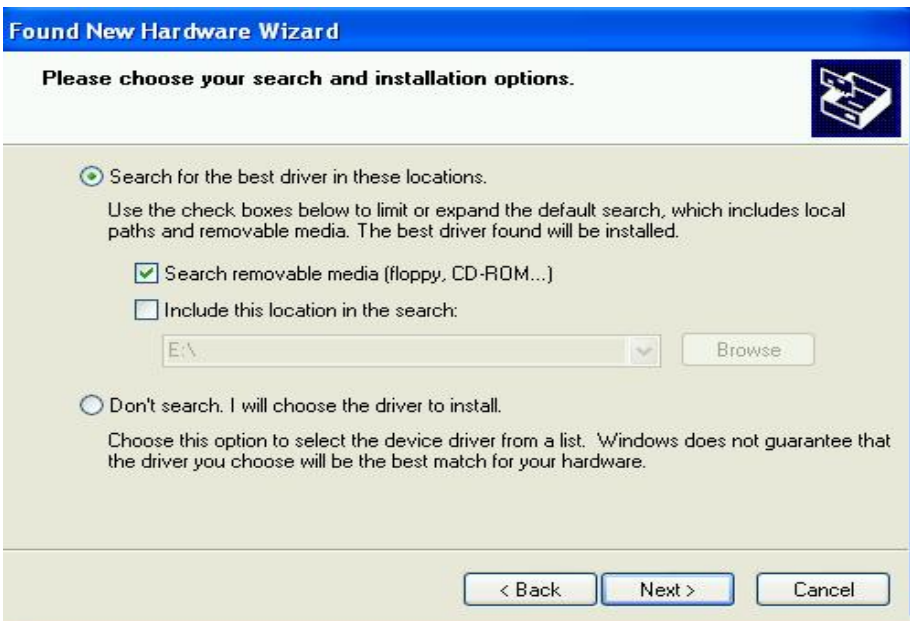 Found New Hardware Wizard
Please choose your search and installation options.
Search for the best driver in these locations.
Use the check boxes below to limit or expand the default search, which includes local
paths and removable media. The best driver found will be installed.
Search removable media (floppy, CD-ROM...)
Include this location in the search:
E:\
Browse
Don't search. I will choose the driver to install.
Choose this option to select the device driver from a list. Windows does not guarantee that
the driver you choose will be the best match for your hardware.
< Back
Next >
Cancel